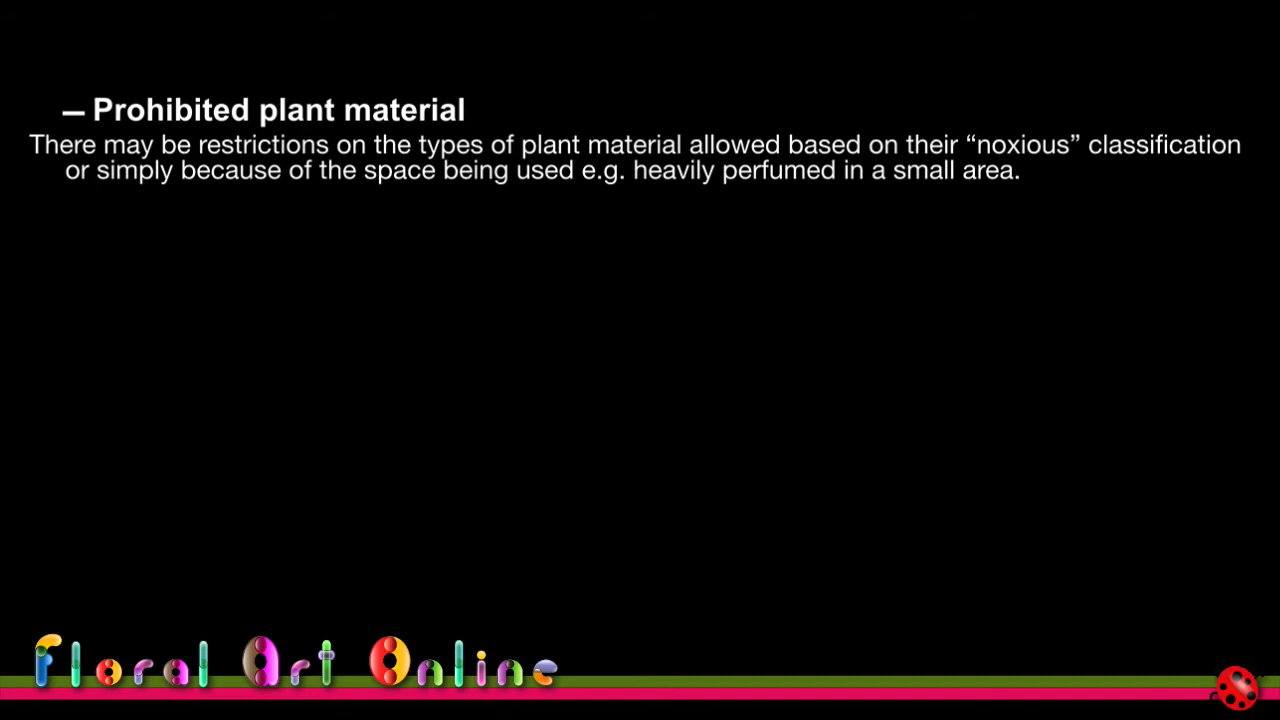 – Prohibited plant material
There may be restrictions on the types of plant material allowed based on their “noxious” classification
or simply because of the space being used e.g. heavily perfumed in a small area.
Floral Art Online